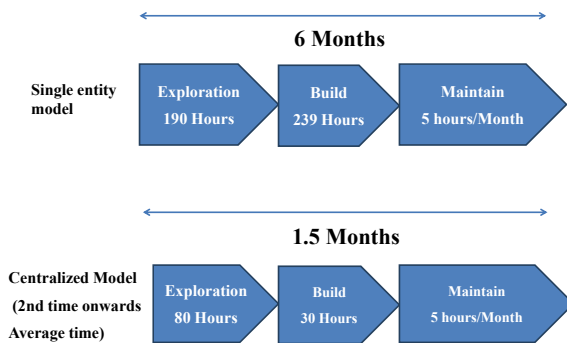 6 Months
Single entity
model
Exploration
190 Hours
Build
239 Hours
Maintain
5 hours/Month
1.5 Months
Centralized Model
(2nd time onwards
Average time)
Exploration
80 Hours
Build
30 Hours
Maintain
5 hours/Month